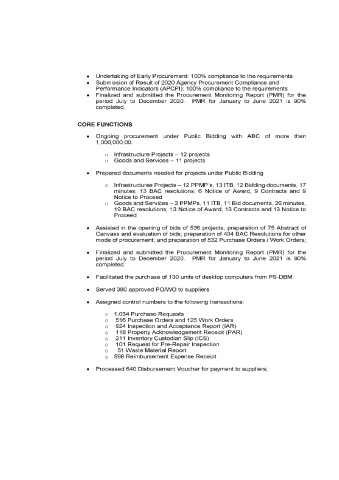 • Undertaking of Early Procurement: 100% compliance to the requirements
• Submission of Result of 2020 Agency Procurement Compliance and
Performance Indicators (APCPI): 100% compliance to the requirements
• Finalized and submitted the Procurement Monitoring Report (PMR) for the
period July to December 2020. PMR for January to June 2021 is 90%
completed.
CORE FUNCTIONS
• Ongoing procurement under Public Bidding with ABC of more than
1,000,000.00.
o Infrastructure Projects – 12 projects
o Goods and Services – 11 projects
• Prepared documents needed for projects under Public Bidding
o Infrastructures Projects – 12 PPMP's, 13 ITB, 12 Bidding documents, 17
minutes, 13 BAC resolutions, 6 Notice of Award, 9 Contracts and 9
Notice to Proceed
o Goods and Services – 3 PPMPs, 11 ITB, 11 Bid documents, 26 minutes,
19 BAC resolutions, 13 Notice of Award, 13 Contracts and 13 Notice to
Proceed
• Assisted in the opening of bids of 536 projects, preparation of 75 Abstract of
Canvass and evaluation of bids; preparation of 404 BAC Resolutions for other
mode of procurement; and preparation of 532 Purchase Orders / Work Orders;
• Finalized and submitted the Procurement Monitoring Report (PMR) for the
period July to December 2020. PMR for January to June 2021 is 90%
completed.
• Facilitated the purchase of 130 units of desktop computers from PS-DBM
• Served 380 approved PO/WO to suppliers
• Assigned control numbers to the following transactions:
o 1,034 Purchase Requests
o 516 Purchase Orders and 125 Work Orders
o 924 Inspection and Acceptance Report (IAR)
o 118 Property Acknowledgement Receipt (PAR)
o 211 Inventory Custodian Slip (ICS)
o 101 Request for Pre-Repair Inspection
o 51 Waste Material Report
o 598 Reimbursement Expense Receipt
• Processed 640 Disbursement Voucher for payment to suppliers;